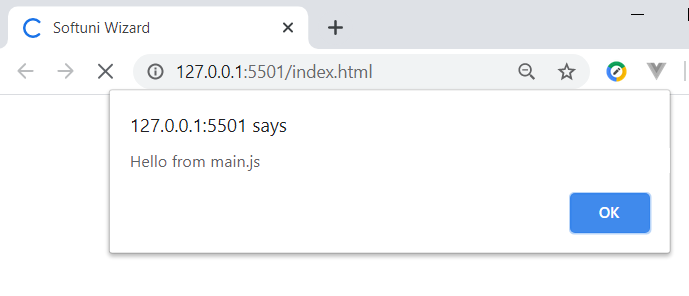 Softuni Wizard
127.0.0.1:5501/index.html
127.0.0.1:5501 says
Hello from main.js
OK